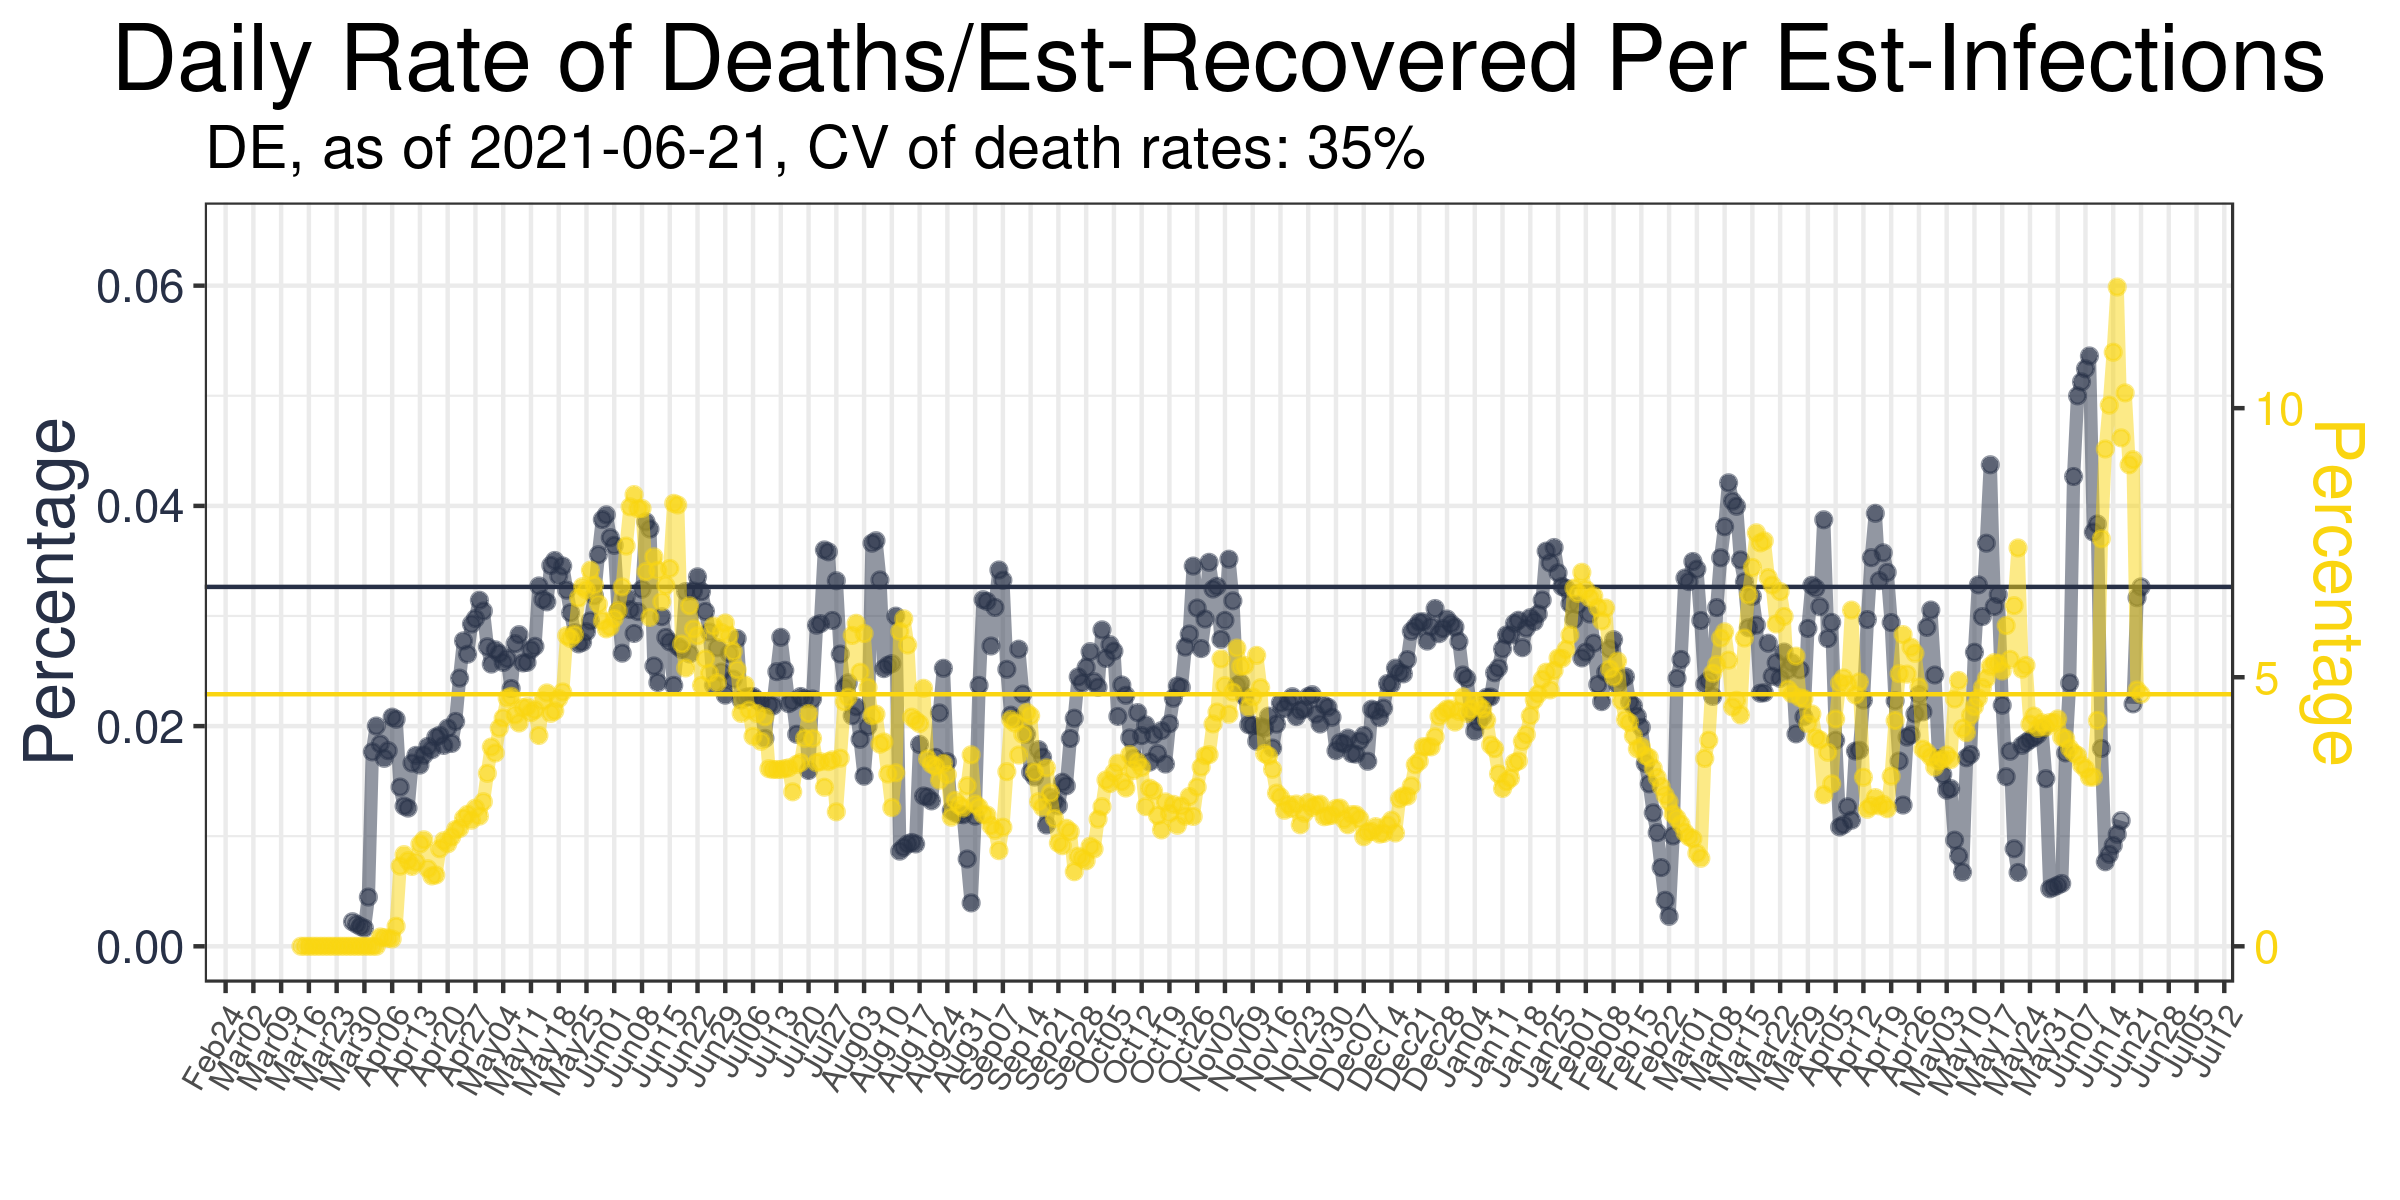 Daily Rate of Deaths/Est-Recovered Per Est-Infections
DE, as of 2021-06-21, CV of death rates: 35%
Percentage
0.06
0.04
0.02
0.00
10
5
0
Percentage
Feb24
Mar02
Mar09
Mar16
Mar23
Mar30
Apr06
Apr13
Apr20
Apr27
May04
May11
May18
May25
Jun01
Jun08
Jun15
Jun22
Jun29
Jul06
Jul13
Jul20
Jul27
Aug03
Aug10
Aug17
Aug24
Aug31
Sep07
Sep14
Sep21
Sep28
Oct05
Oct12
Oct19
Oct26
Nov02
Nov09
Nov16
Nov23
Nov30
Dec07
Dec14
Dec21
Dec28
Jan04
Jan11
Jan18
Jan25
Feb01
Feb08
Feb15
Feb22
Mar01
Mar08
Mar15
Mar22
Mar29
Apr05
Apr12
Apr19
Apr26
May03
May10
May17
May24
May31
Jun07
Jun14
Jun21
Jun28
Jul05
Jul12